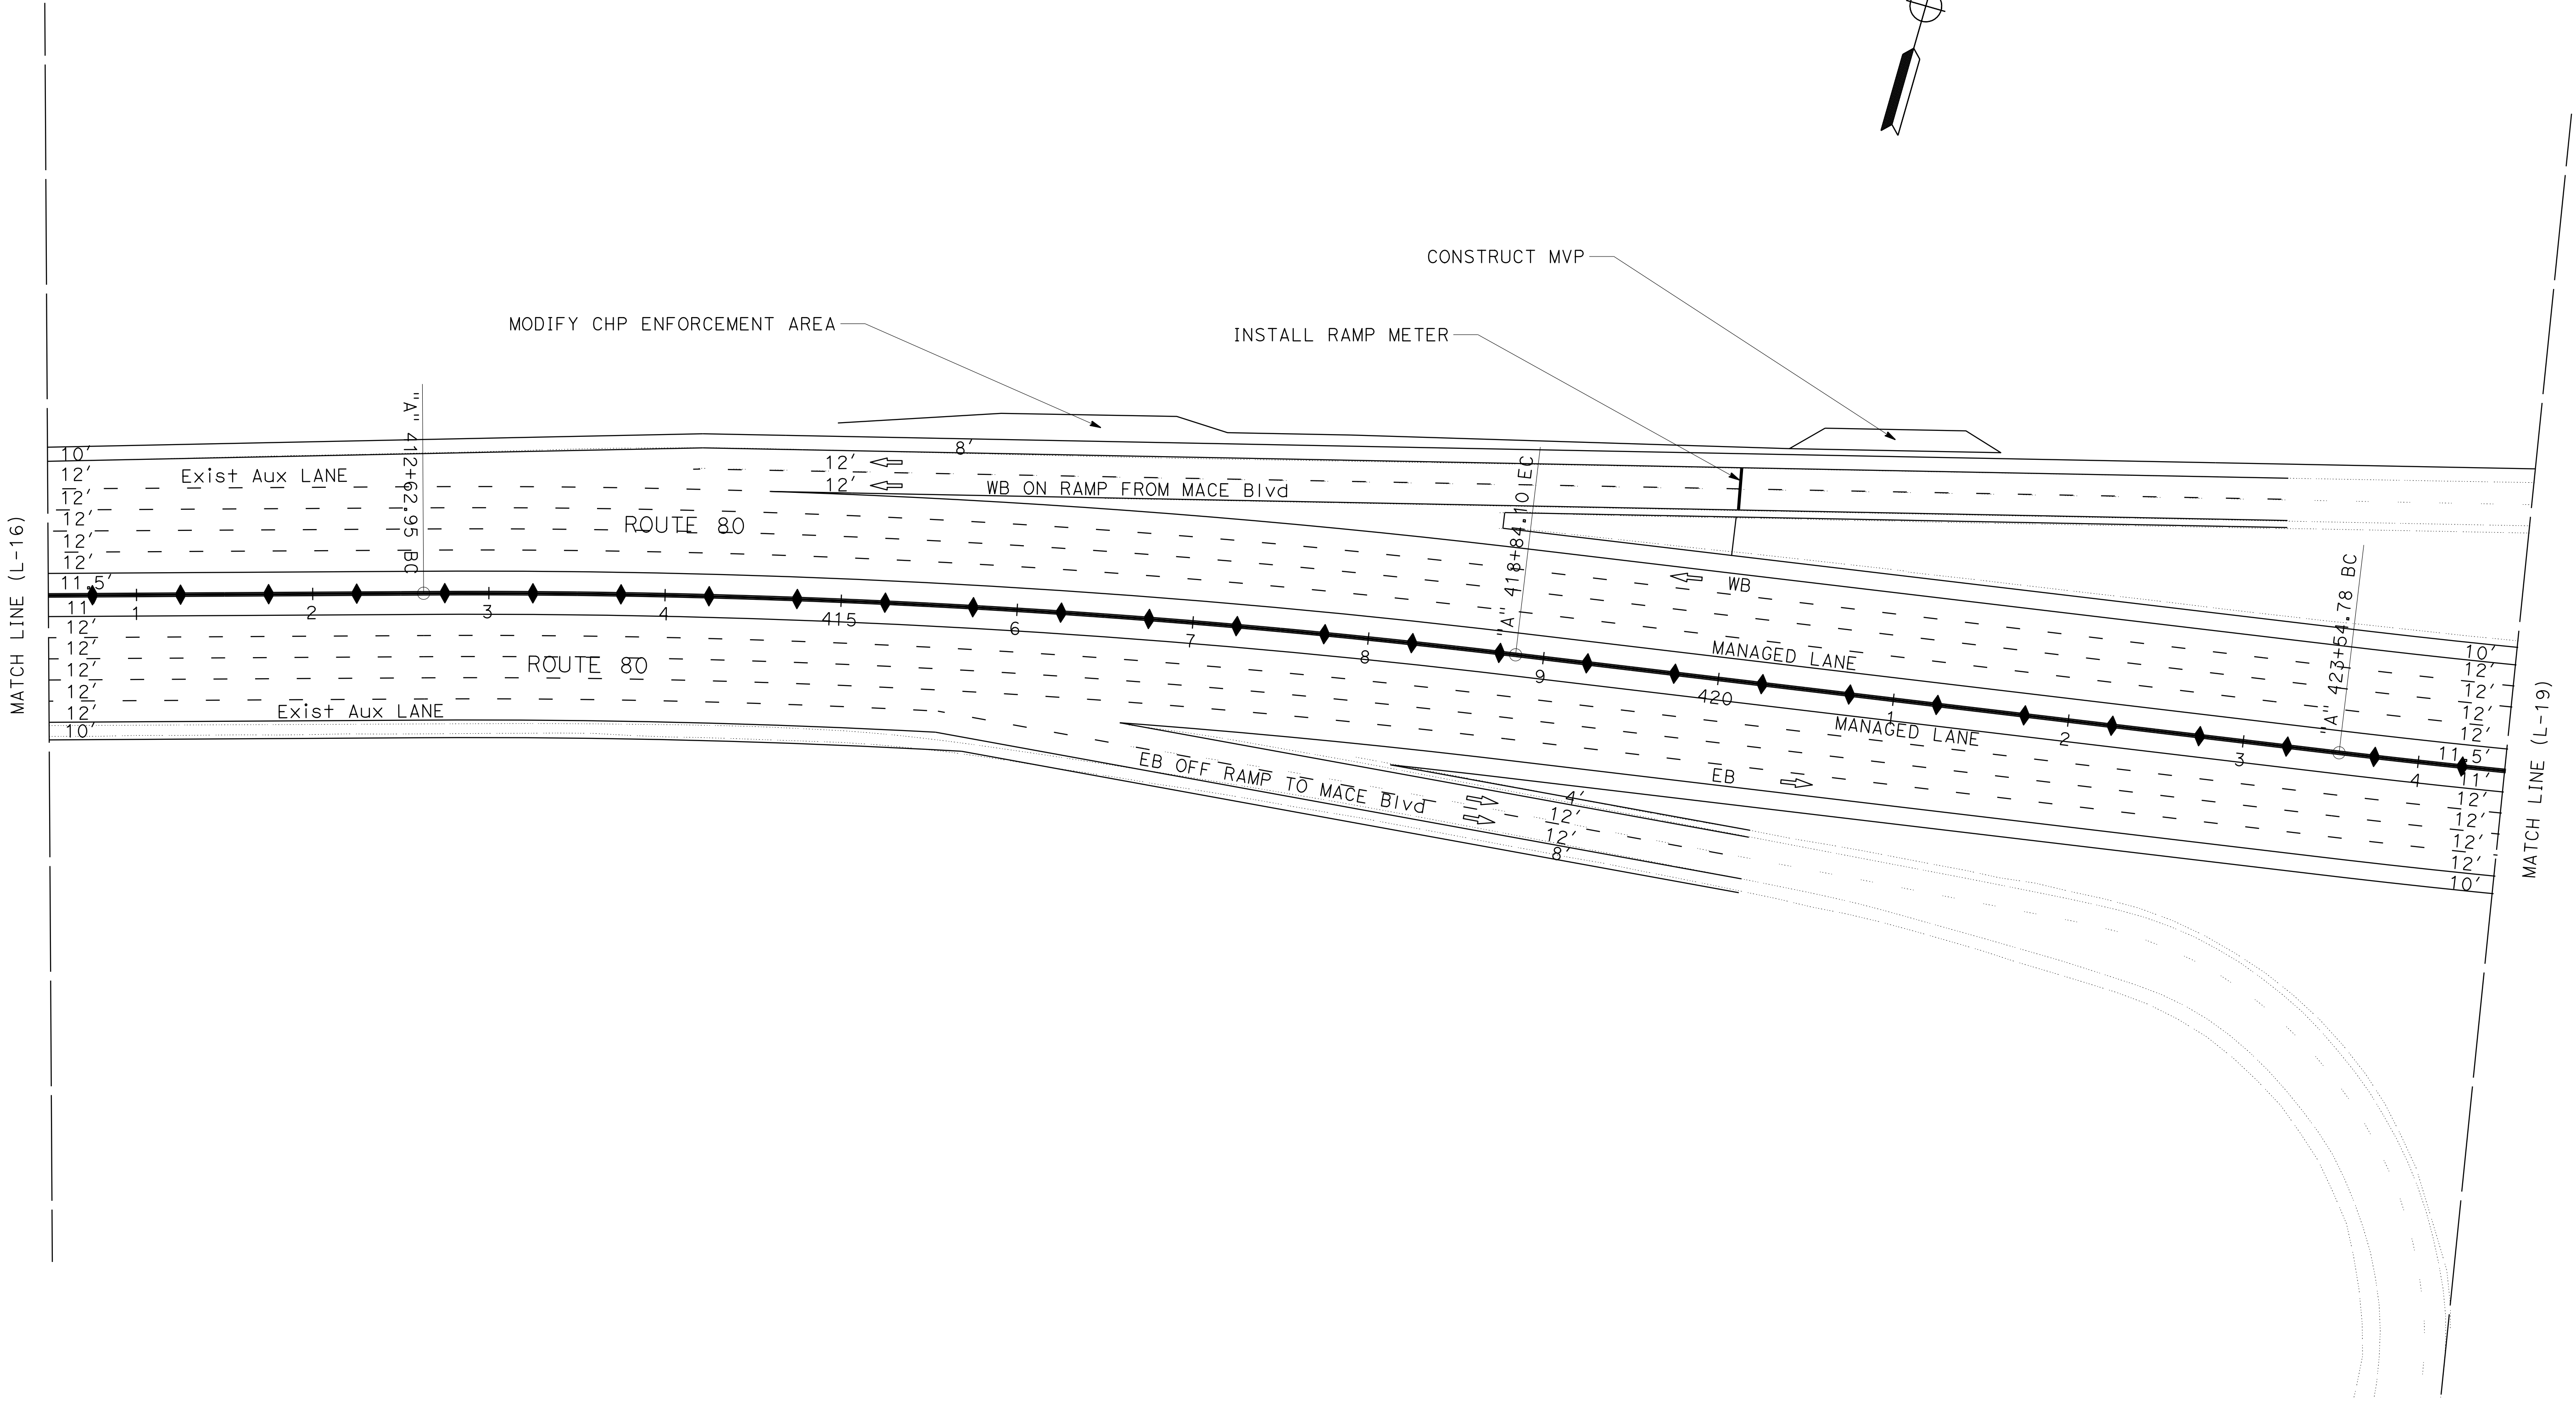 CONSTRUCT MVP
MODIFY CHP ENFORCEMENT AREA
INSTALL RAMP METER
MATCH LINE (L-16)
"A" 412+62.95 BC
"A" 418+84.10 EC
"A" 423+54.78 BC
MATCH LINE (L-19)
10'
12'
12'
12'
12'
12'
11.5'
11'
12'
12'
12'
12'
12'
10'
Exist Aux LANE
ROUTE 80
12'
12'
8'
WB ON RAMP FROM MACE Blvd
WB
MANAGED LANE
1
2
3
4
415
6
7
8
9
420
1
2
3
4
ROUTE 80
Exist Aux LANE
MANAGED LANE
EB
EB OFF RAMP TO MACE Blvd
4'
12'
12'
8'
10'
12'
12'
12'
12'
11.5'
11'
12'
12'
12'
12'
10'